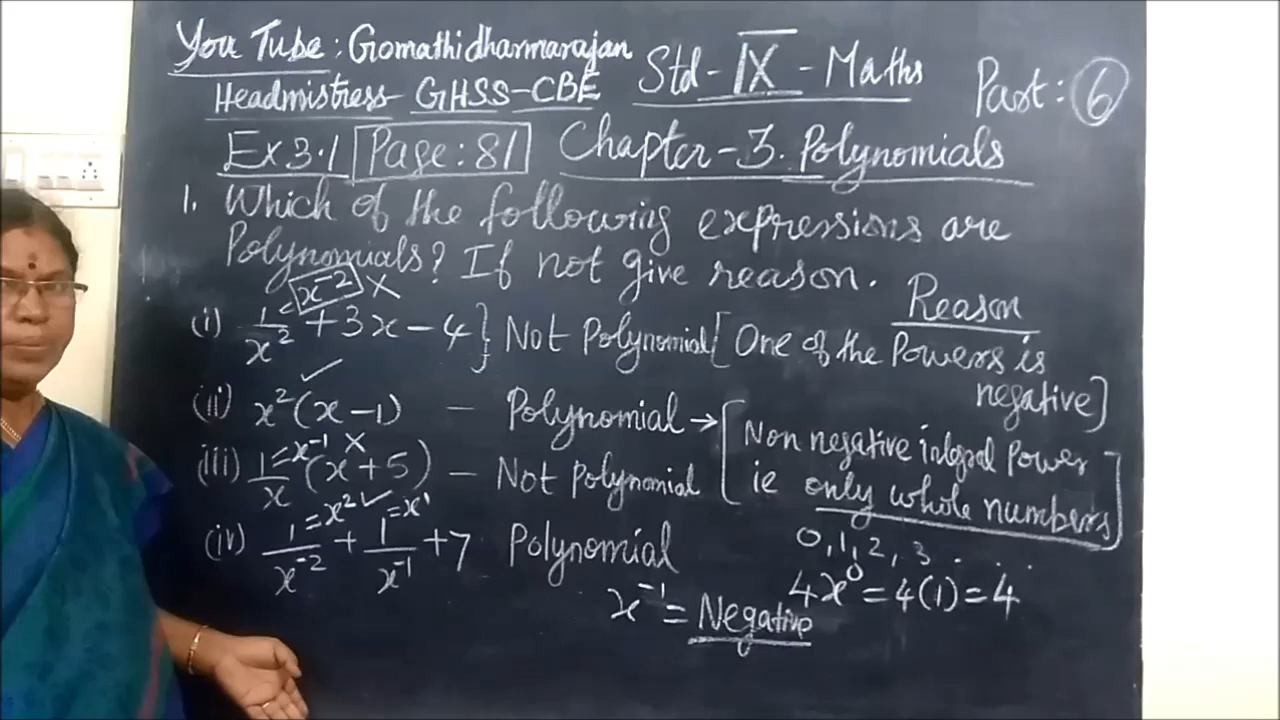 You Tube: Gomathidharmarajan
Headmistress - GHSS-CBE
Std - IX - Maths
Part: 6
Ex 3.1 Page: 81 Chapter - 3. Polynomials
1. Which of the following expressions are
Polynomials? If not give reason.
Reason
(i) 1/x² = x⁻² × + 3x - 4} Not Polynomial [One of the Powers is
negative]
(ii) x²(x-1) ✓ - Polynomial → [Non negative integral Power
ie only whole numbers]
(iii) 1/x = x⁻¹ × (x+5) - Not Polynomial
(iv) 1/x⁻² = x² ✓ + 1/x⁻¹ = x¹ + 7 Polynomial
0, 1, 2, 3 . . .
4x⁰ = 4(1) = 4
x⁻¹ = Negative